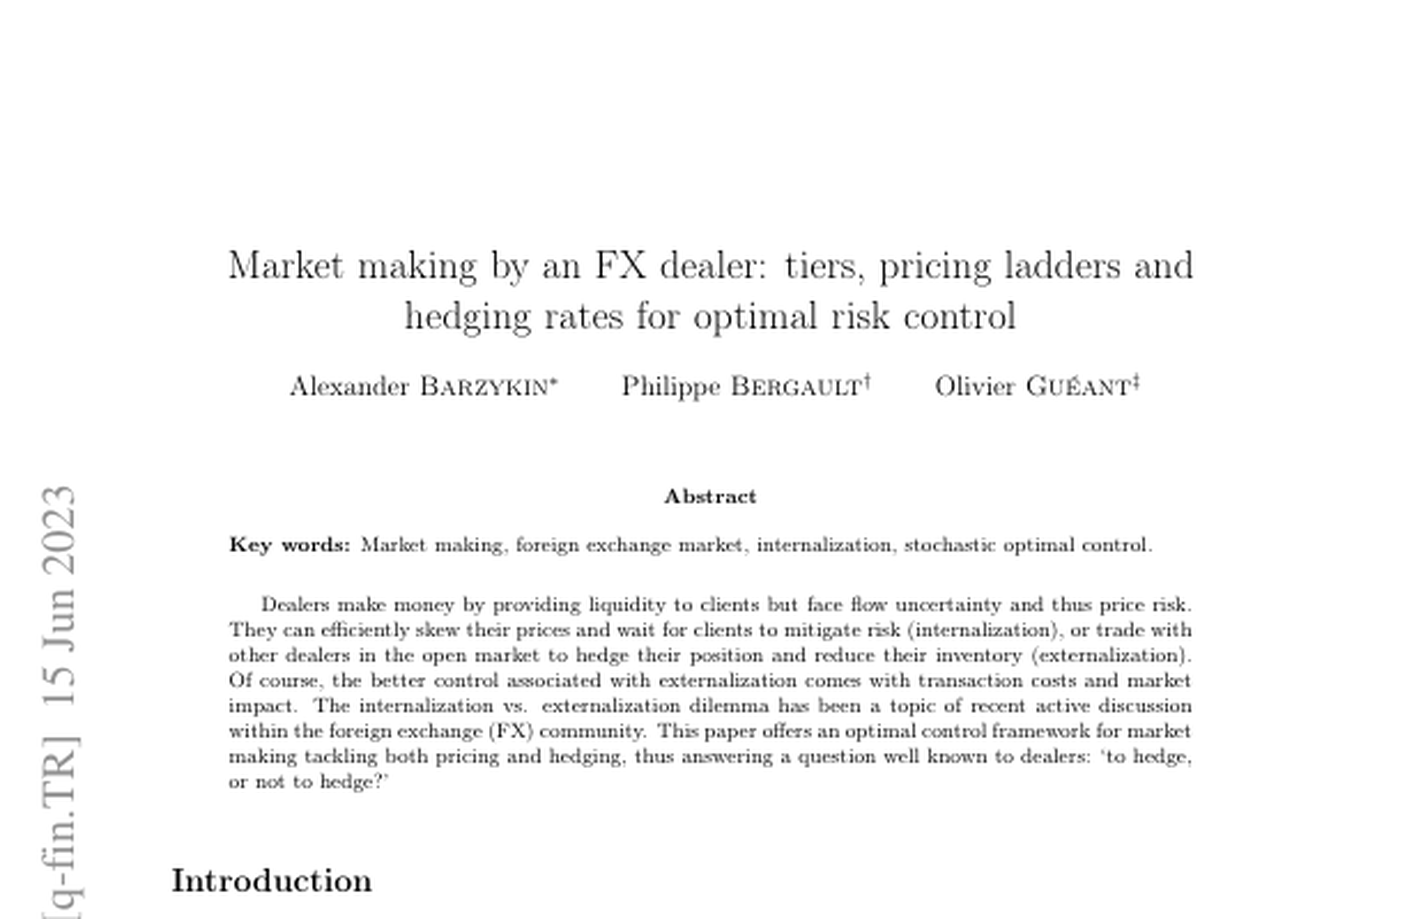 Market making by an FX dealer: tiers, pricing ladders and
hedging rates for optimal risk control
Alexander BARZYKIN* Philippe BERGAULT† Olivier GUÉANT‡
Abstract
Key words: Market making, foreign exchange market, internalization, stochastic optimal control.
Dealers make money by providing liquidity to clients but face flow uncertainty and thus price risk.
They can efficiently skew their prices and wait for clients to mitigate risk (internalization), or trade with
other dealers in the open market to hedge their position and reduce their inventory (externalization).
Of course, the better control associated with externalization comes with transaction costs and market
impact. The internalization vs. externalization dilemma has been a topic of recent active discussion
within the foreign exchange (FX) community. This paper offers an optimal control framework for market
making tackling both pricing and hedging, thus answering a question well known to dealers: ‘to hedge,
or not to hedge?’
Introduction
[q-fin.TR] 15 Jun 2023